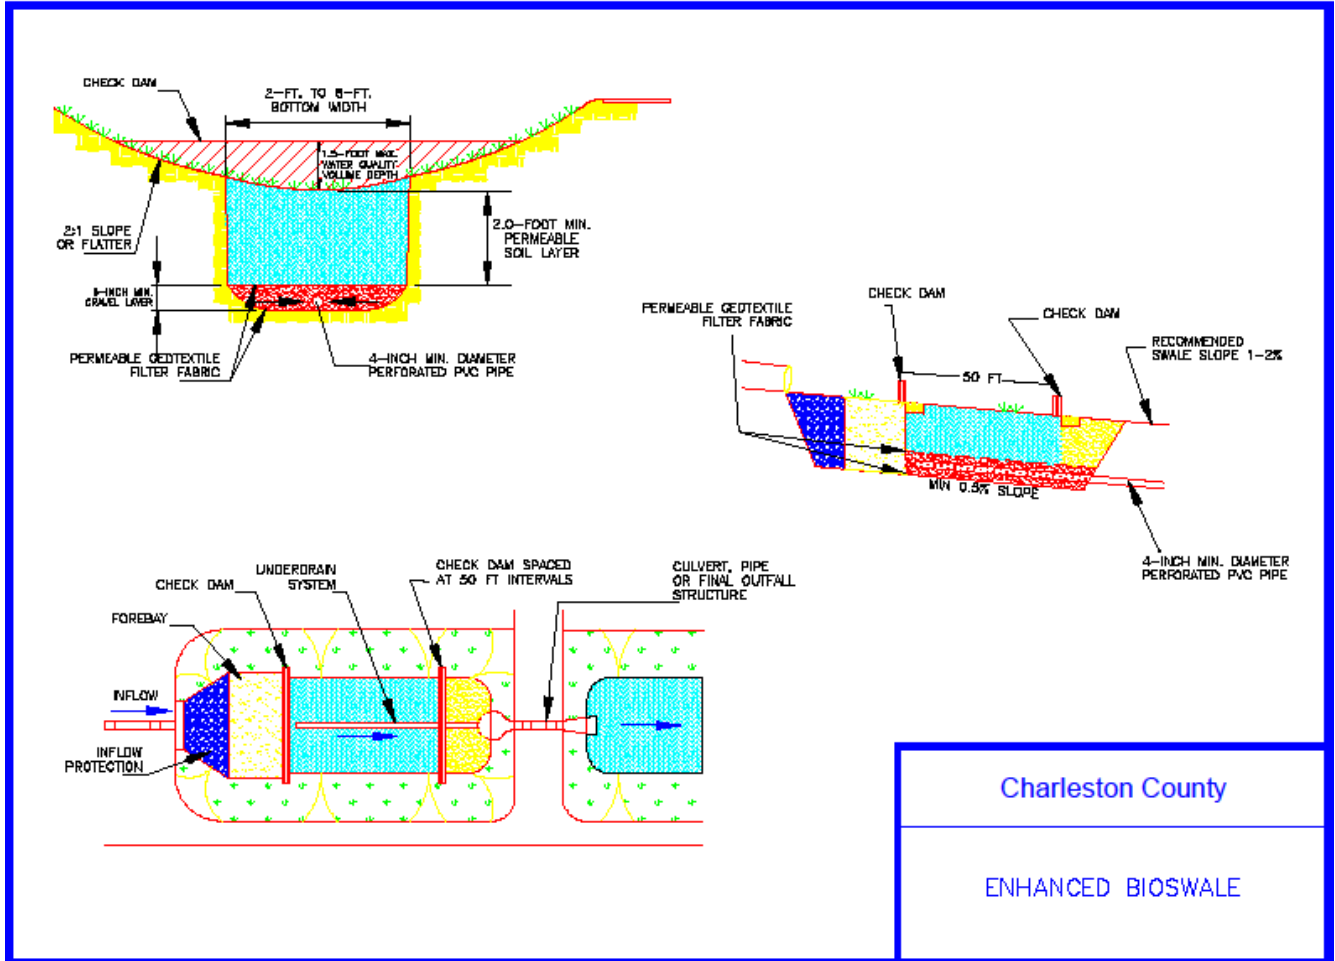 CHECK DAM
2-FT. TO 8-FT.
BOTTOM WIDTH
1.5-FOOT MAX.
WATER QUALITY
VOLUME DEPTH
2:1 SLOPE
OR FLATTER
2.0-FOOT MIN.
PERMEABLE
SOIL LAYER
-INCH MIN.
GRAVEL LAYER
PERMEABLE GEOTEXTILE
FILTER FABRIC
4-INCH MIN. DIAMETER
PERFORATED PVC PIPE
PERMEABLE GEOTEXTILE
FILTER FABRIC
CHECK DAM
CHECK DAM
RECOMMENDED
SWALE SLOPE 1-2%
50 FT
MIN 0.5% SLOPE
4-INCH MIN. DIAMETER
PERFORATED PVC PIPE
FOREBAY
CHECK DAM
UNDERDRAIN
SYSTEM
CHECK DAM SPACED
AT 50 FT INTERVALS
CULVERT, PIPE
OR FINAL OUTFALL
STRUCTURE
INFLOW
INFLOW
PROTECTION
Charleston County
ENHANCED BIOSWALE